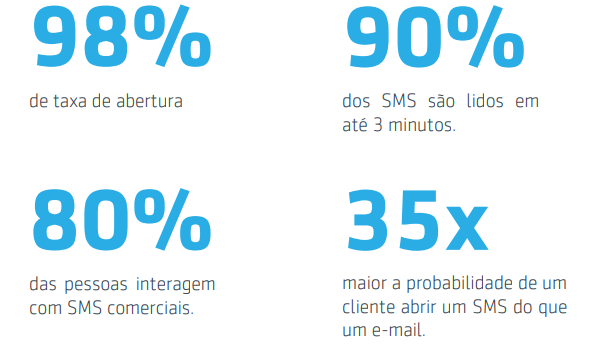 98%
de taxa de abertura
90%
dos SMS são lidos em
até 3 minutos.
80%
das pessoas interagem
com SMS comerciais.
35x
maior a probabilidade de um
cliente abrir um SMS do que
um e-mail.